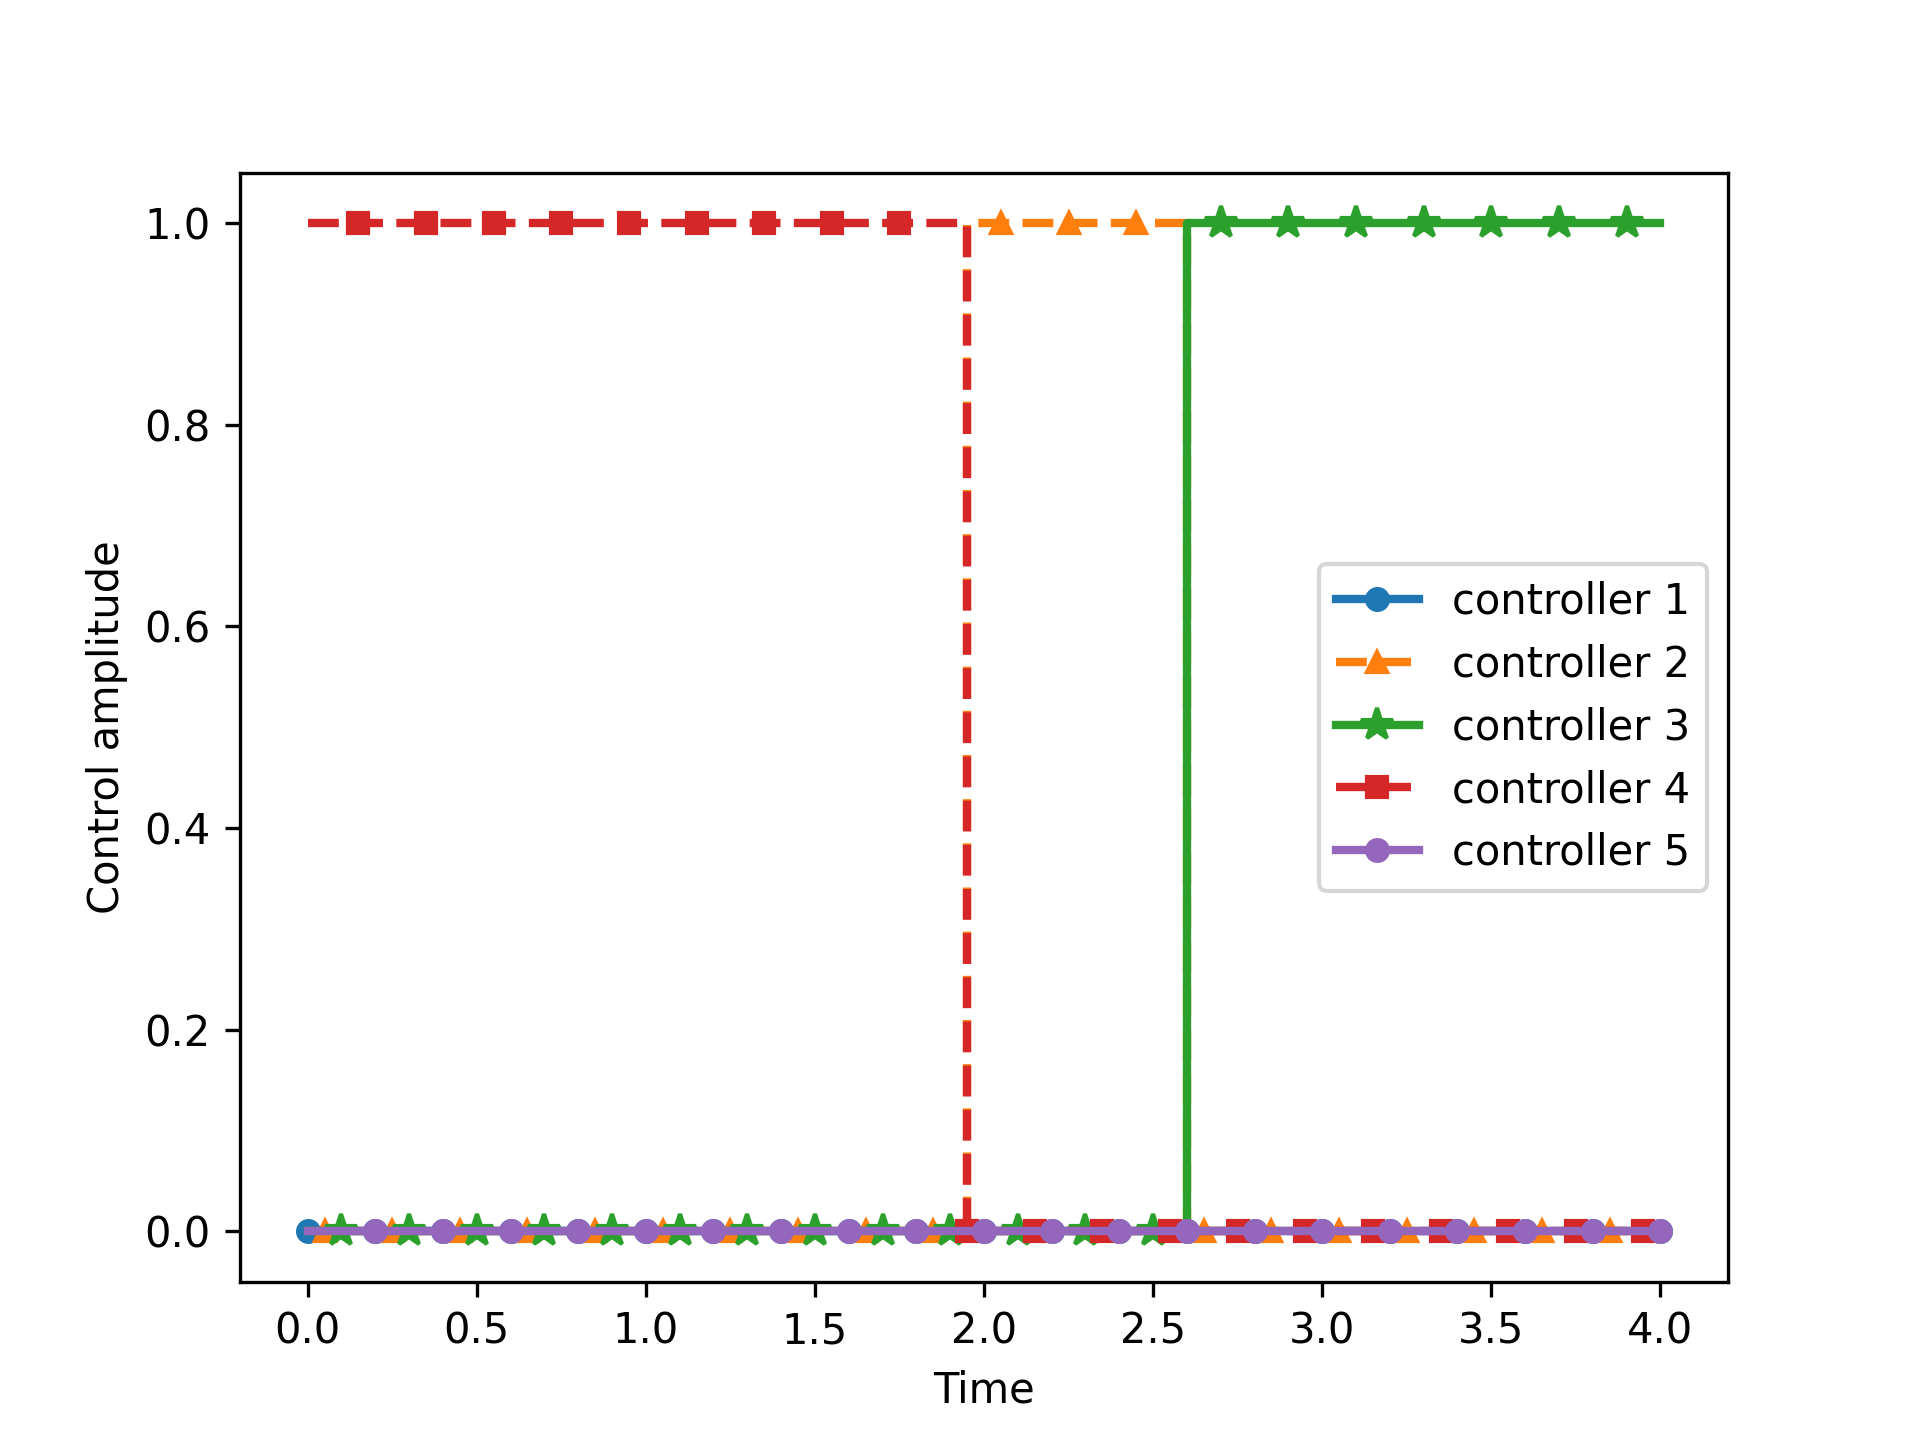 1.0
0.8
0.6
0.4
0.2
0.0
Control amplitude
controller 1
controller 2
controller 3
controller 4
controller 5
0.0 0.5 1.0 1.5 2.0 2.5 3.0 3.5 4.0
Time